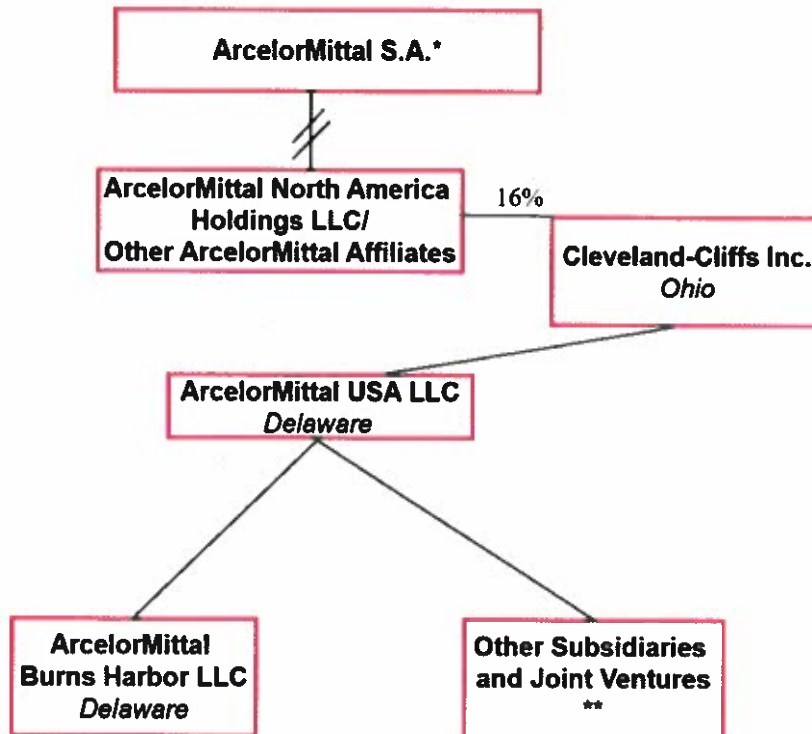 ArcelorMittal S.A.*
ArcelorMittal North America
Holdings LLC/
Other ArcelorMittal Affiliates
16%
Cleveland-Cliffs Inc.
Ohio
ArcelorMittal USA LLC
Delaware
ArcelorMittal
Burns Harbor LLC
Delaware
Other Subsidiaries
and Joint Ventures
**